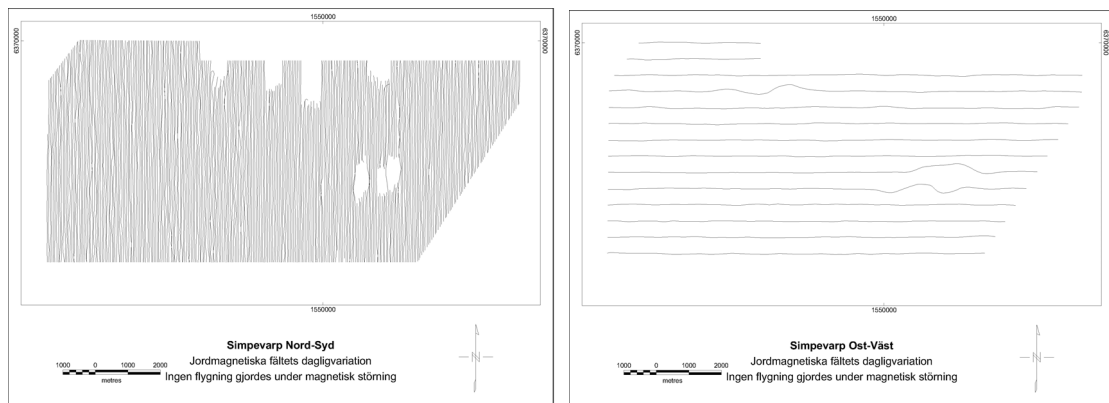 1550000
6370000
6370000
1550000
Simpevarp Nord-Syd
Jordmagnetiska fältets dagligvariation
Ingen flygning gjordes under magnetisk störning
1000 0 1000 2000
metres
N
1550000
6370000
6370000
1550000
Simpevarp Ost-Väst
Jordmagnetiska fältets dagligvariation
Ingen flygning gjordes under magnetisk störning
1000 0 1000 2000
metres
N